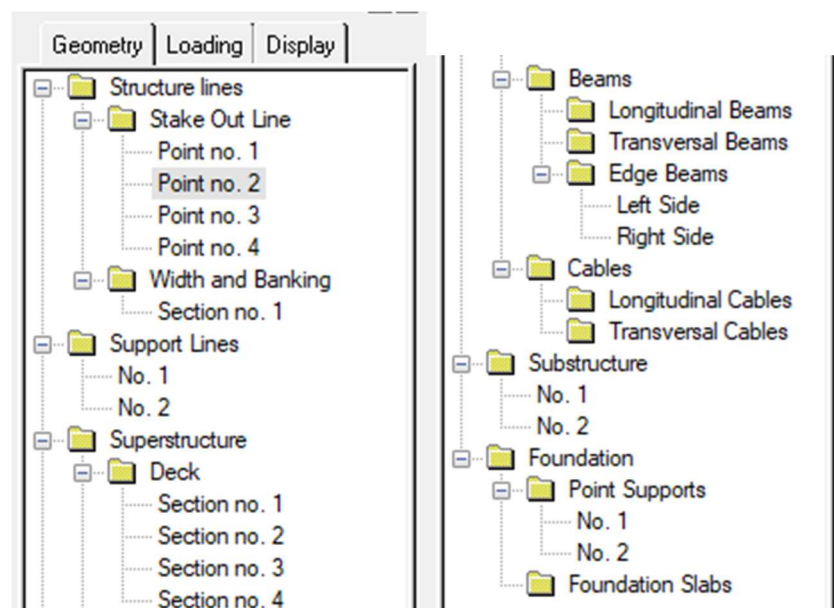 Geometry Loading Display
Structure lines
Stake Out Line
Point no. 1
Point no. 2
Point no. 3
Point no. 4
Width and Banking
Section no. 1
Support Lines
No. 1
No. 2
Superstructure
Deck
Section no. 1
Section no. 2
Section no. 3
Section no. 4
Beams
Longitudinal Beams
Transversal Beams
Edge Beams
Left Side
Right Side
Cables
Longitudinal Cables
Transversal Cables
Substructure
No. 1
No. 2
Foundation
Point Supports
No. 1
No. 2
Foundation Slabs